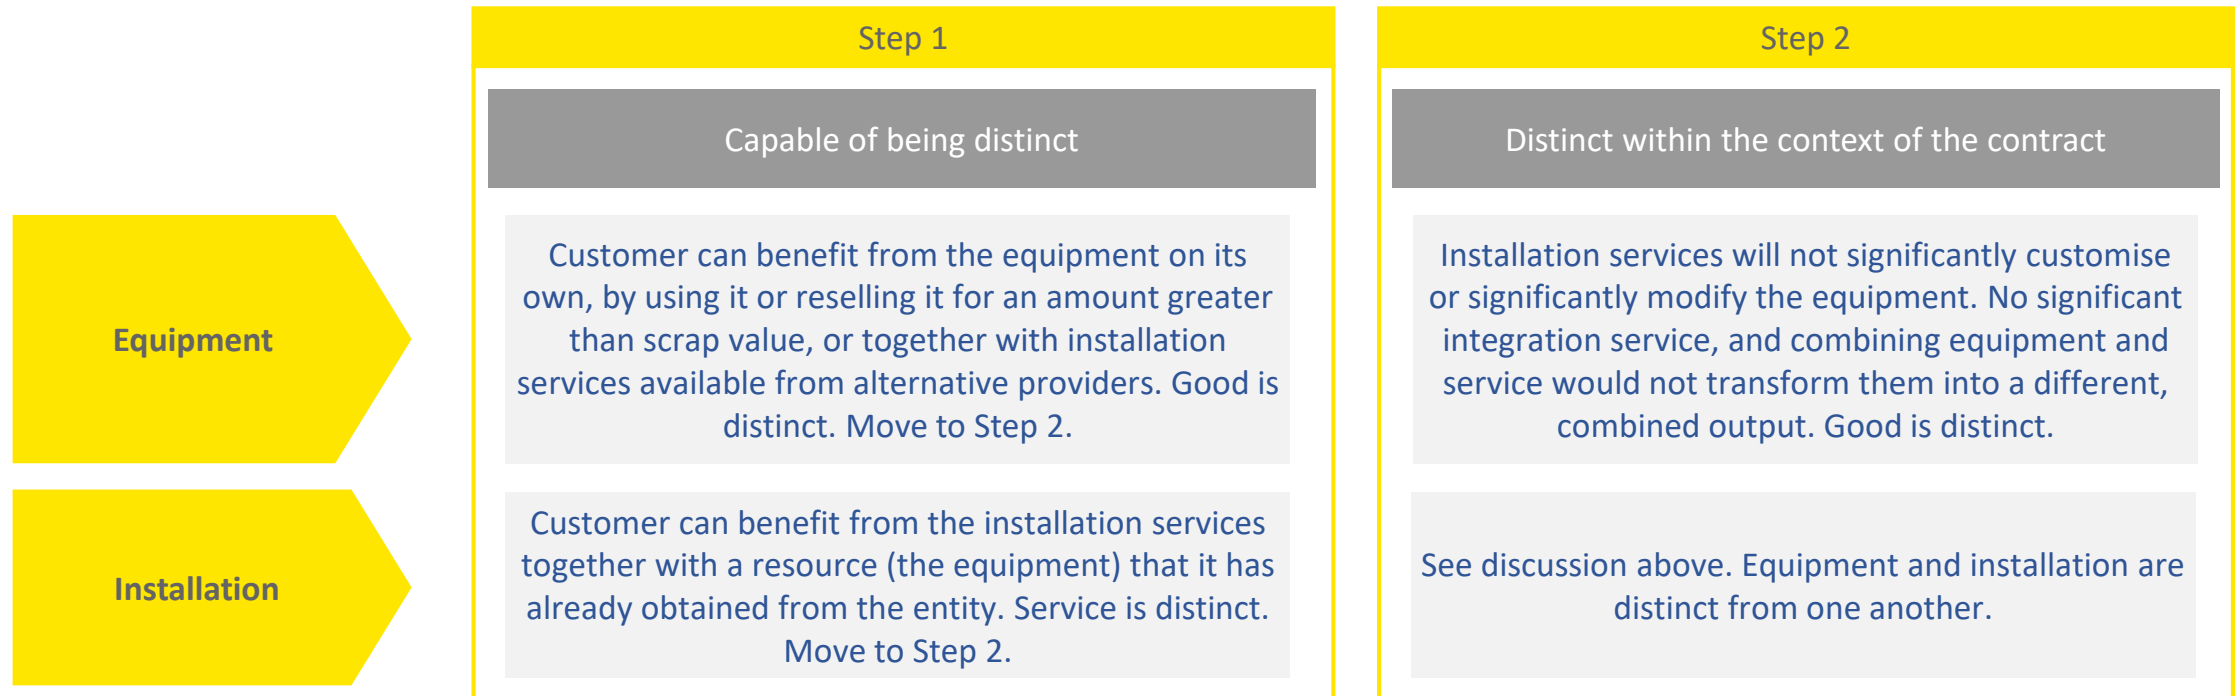 Step 1
Step 2
Capable of being distinct
Distinct within the context of the contract
Equipment
Customer can benefit from the equipment on its
own, by using it or reselling it for an amount greater
than scrap value, or together with installation
services available from alternative providers. Good is
distinct. Move to Step 2.
Installation services will not significantly customise
or significantly modify the equipment. No significant
integration service, and combining equipment and
service would not transform them into a different,
combined output. Good is distinct.
Installation
Customer can benefit from the installation services
together with a resource (the equipment) that it has
already obtained from the entity. Service is distinct.
Move to Step 2.
See discussion above. Equipment and installation are
distinct from one another.